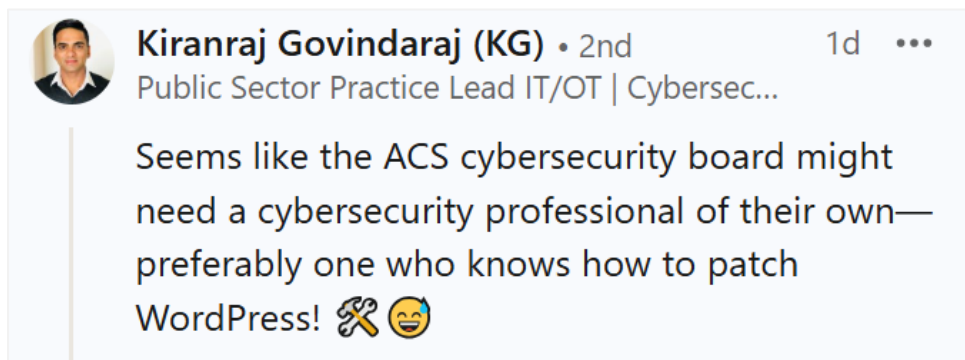 Kiranraj Govindaraj (KG) • 2nd 1d •••
Public Sector Practice Lead IT/OT | Cybersec...
Seems like the ACS cybersecurity board might
need a cybersecurity professional of their own—
preferably one who knows how to patch
WordPress! 🛠️😅